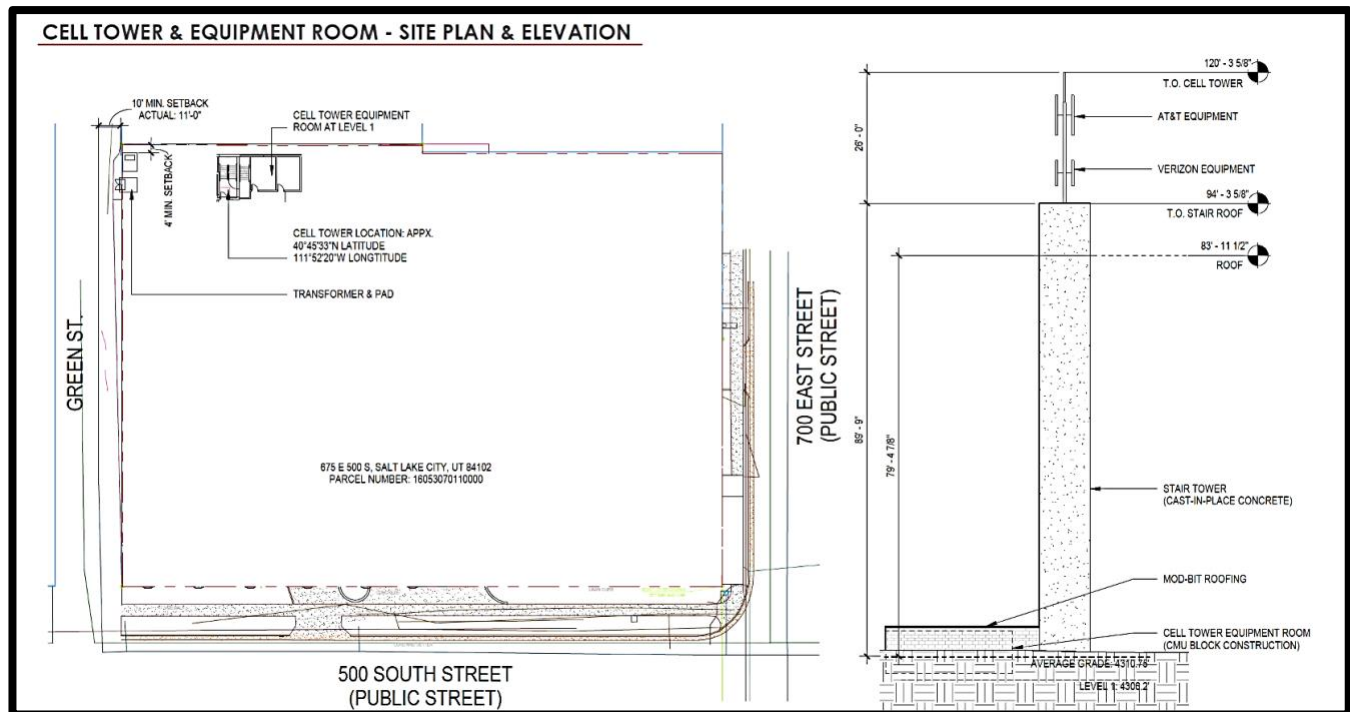 CELL TOWER & EQUIPMENT ROOM - SITE PLAN & ELEVATION
10' MIN. SETBACK
ACTUAL: 11'-0"
CELL TOWER EQUIPMENT
ROOM AT LEVEL 1
4' MIN. SETBACK
CELL TOWER LOCATION: APPX.
40°45'33"N LATITUDE
111°52'20"W LONGTITUDE
TRANSFORMER & PAD
GREEN ST.
675 E 500 S, SALT LAKE CITY, UT 84102
PARCEL NUMBER: 16053070110000
700 EAST STREET
(PUBLIC STREET)
500 SOUTH STREET
(PUBLIC STREET)
120' - 3 5/8"
T.O. CELL TOWER
AT&T EQUIPMENT
26' - 0"
VERIZON EQUIPMENT
94' - 3 5/8"
T.O. STAIR ROOF
83' - 11 1/2"
ROOF
89' - 9"
79' - 4 7/8"
STAIR TOWER
(CAST-IN-PLACE CONCRETE)
MOD-BIT ROOFING
CELL TOWER EQUIPMENT ROOM
(CMU BLOCK CONSTRUCTION)
AVERAGE GRADE: 4310.75'
LEVEL 1: 4306.2'